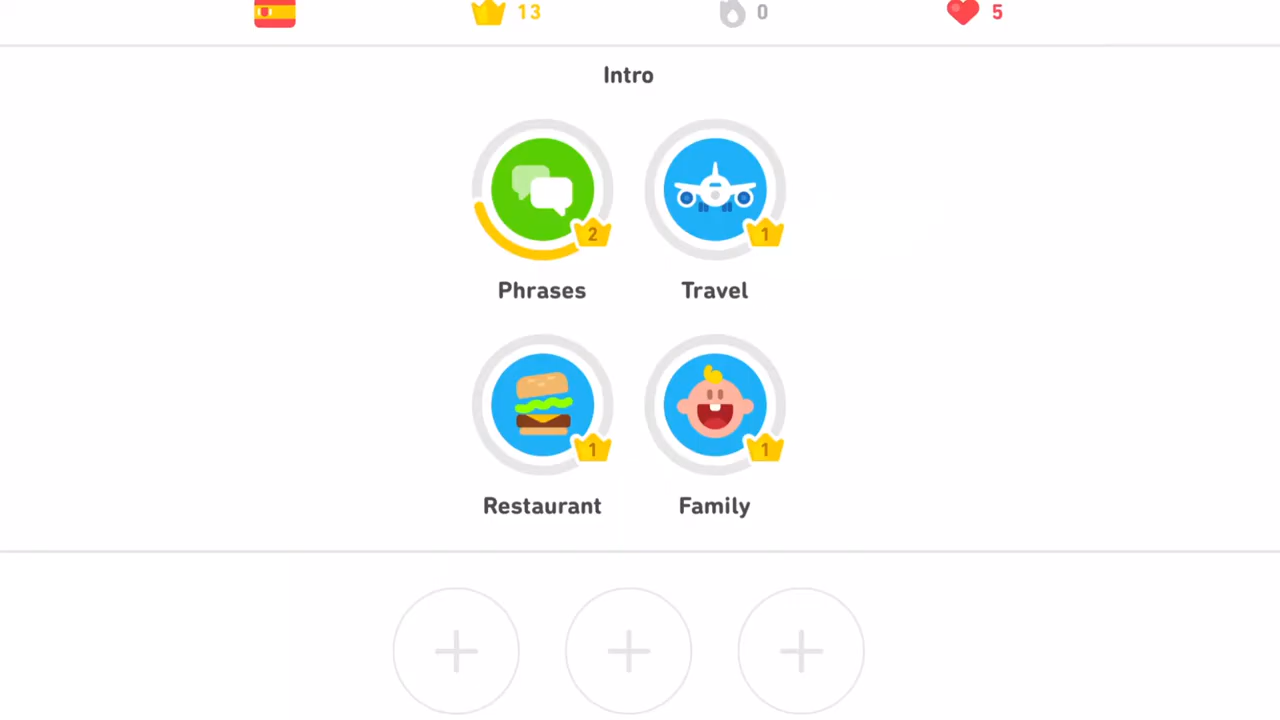 13 0 5
Intro
2 1
Phrases Travel
1 1
Restaurant Family